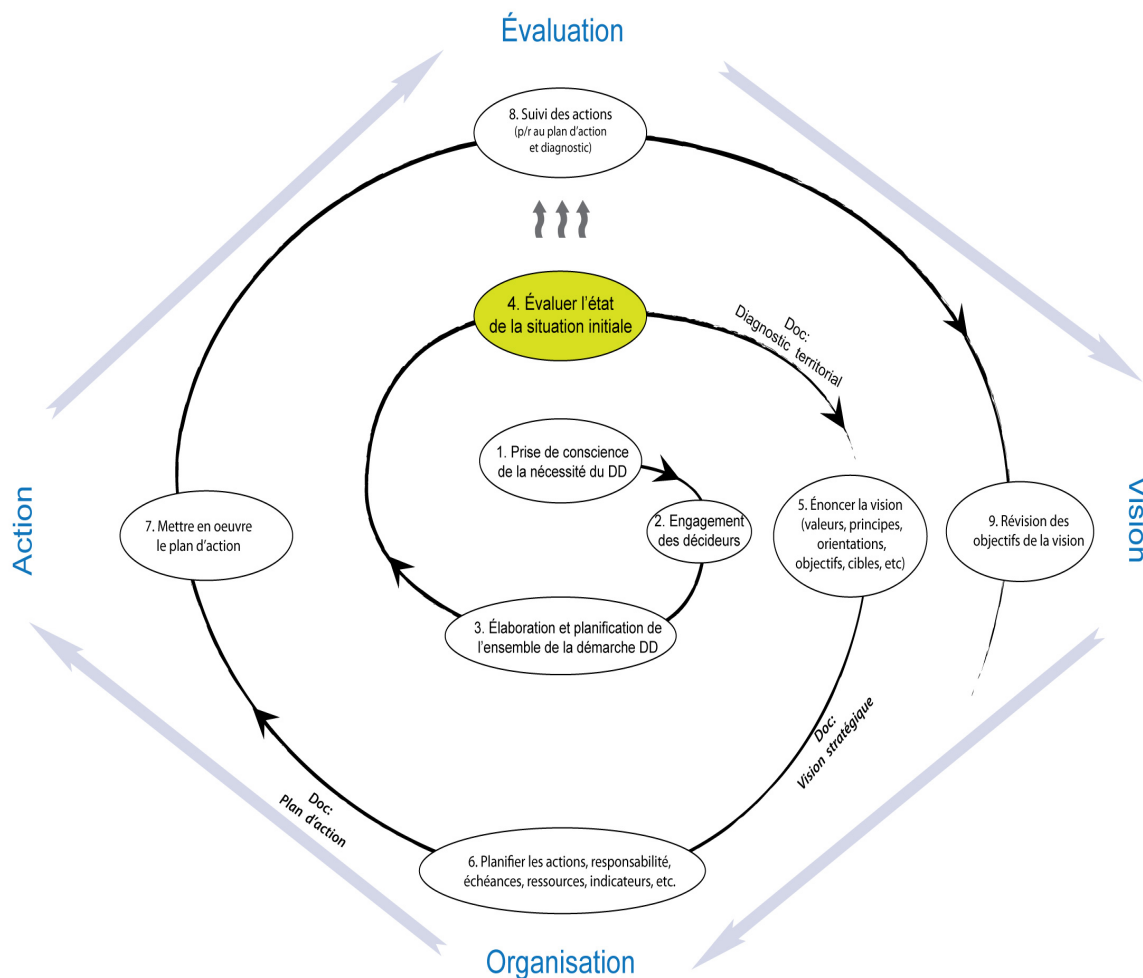 Évaluation
8. Suivi des actions
(p/r au plan d'action
et diagnostic)
4. Évaluer l'état
de la situation initiale
Doc:
Diagnostic territorial
1. Prise de conscience
de la nécessité du DD
2. Engagement
des décideurs
3. Élaboration et planification de
l'ensemble de la démarche DD
5. Énoncer la vision
(valeurs, principes,
orientations,
objectifs, cibles, etc)
9. Révision des
objectifs de la vision
Vision
7. Mettre en oeuvre
le plan d'action
Action
Doc:
Vision stratégique
Doc:
Plan d'action
6. Planifier les actions, responsabilité,
échéances, ressources, indicateurs, etc.
Organisation